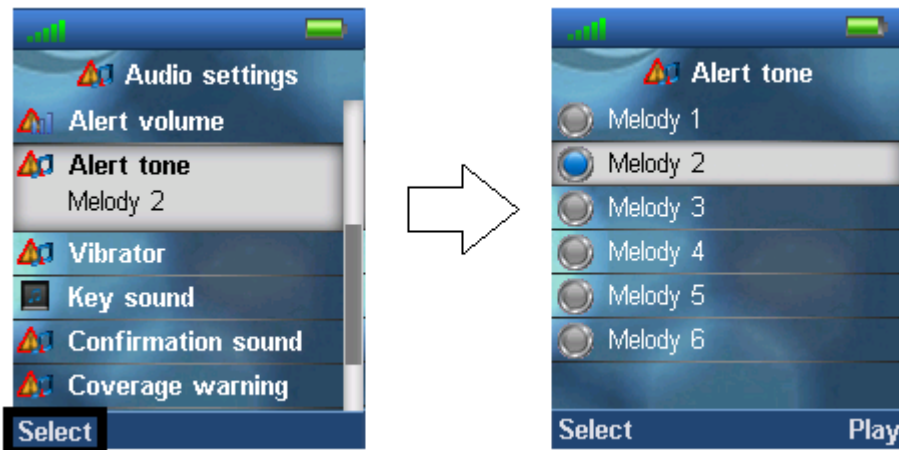 Audio settings
Alert volume
Alert tone
Melody 2
Vibrator
Key sound
Confirmation sound
Coverage warning
Select
Alert tone
Melody 1
Melody 2
Melody 3
Melody 4
Melody 5
Melody 6
Select Play